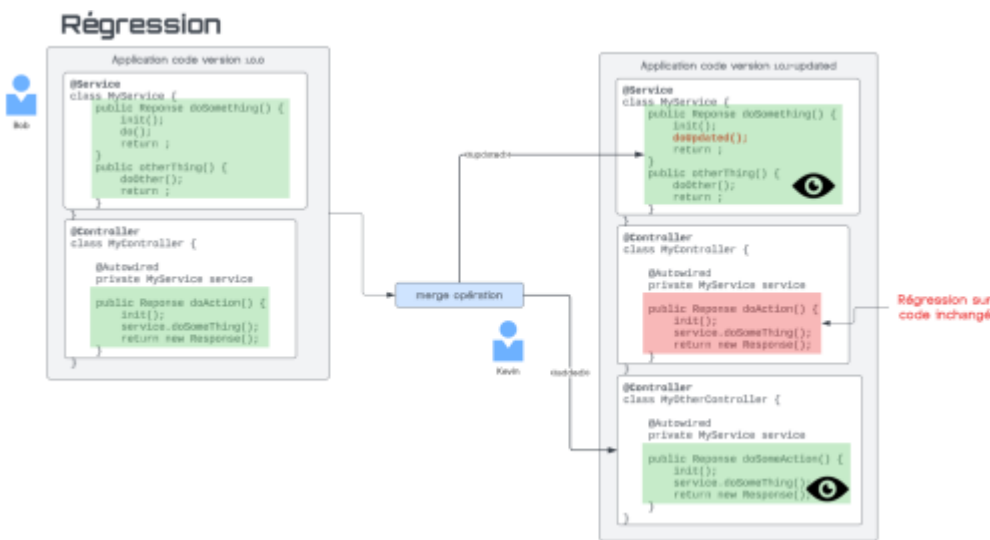 Régression
Application code version 1.0.0
Bob
@Service
class MyService {
public Reponse doSomething() {
init();
do();
return ;
}
public otherThing() {
doOther();
return ;
}
}
@Controller
class MyController {
@Autowired
private MyService service
public Reponse doAction() {
init();
service.doSomeThing();
return new Response();
}
}
merge opération
Kevin
<<updated>>
<<added>>
Application code version 1.0.1-updated
@Service
class MyService {
public Reponse doSomething() {
init();
doUpdated();
return ;
}
public otherThing() {
doOther();
return ;
}
}
@Controller
class MyController {
@Autowired
private MyService service
public Reponse doAction() {
init();
service.doSomeThing();
return new Response();
}
}
Régression sur
code inchangé
@Controller
class MyOtherController {
@Autowired
private MyService service
public Reponse doSomeAction() {
init();
service.doSomeThing();
return new Response();
}
}